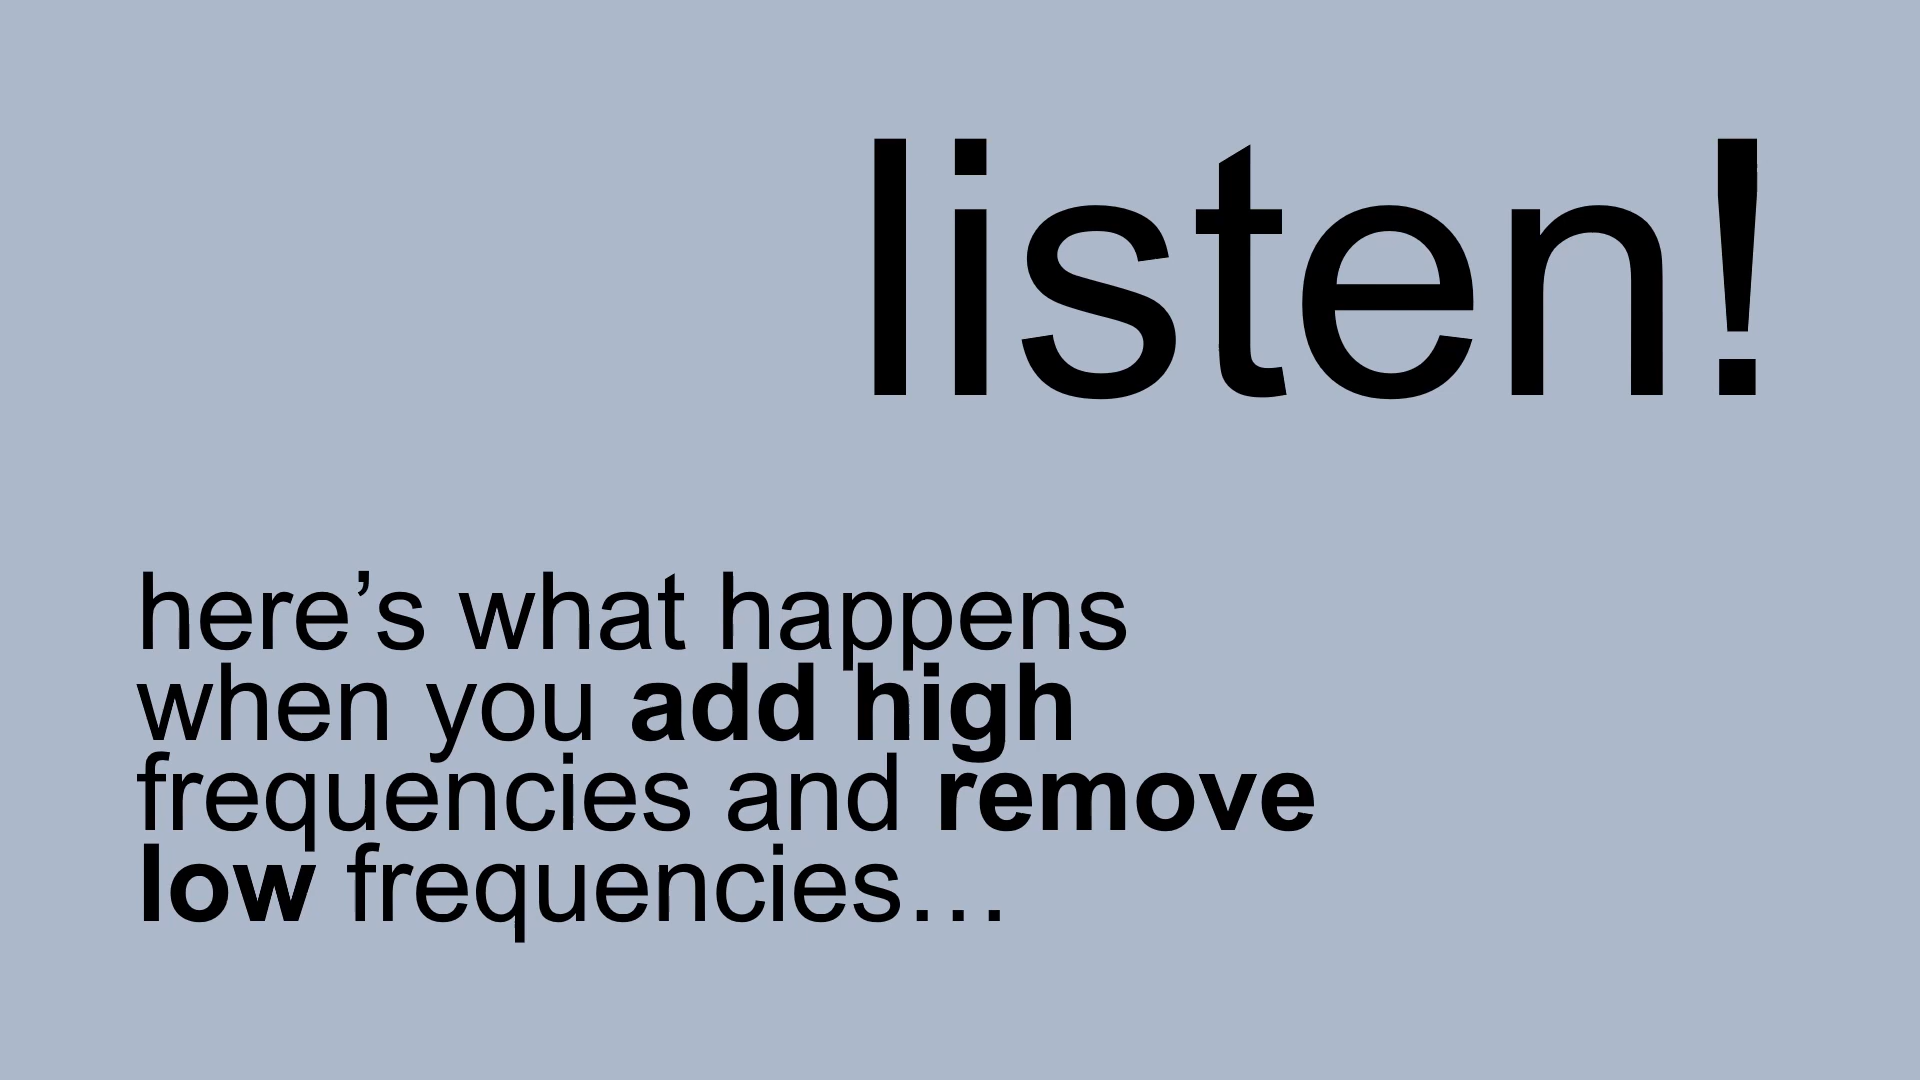 listen!
here’s what happens
when you add high
frequencies and remove
low frequencies…